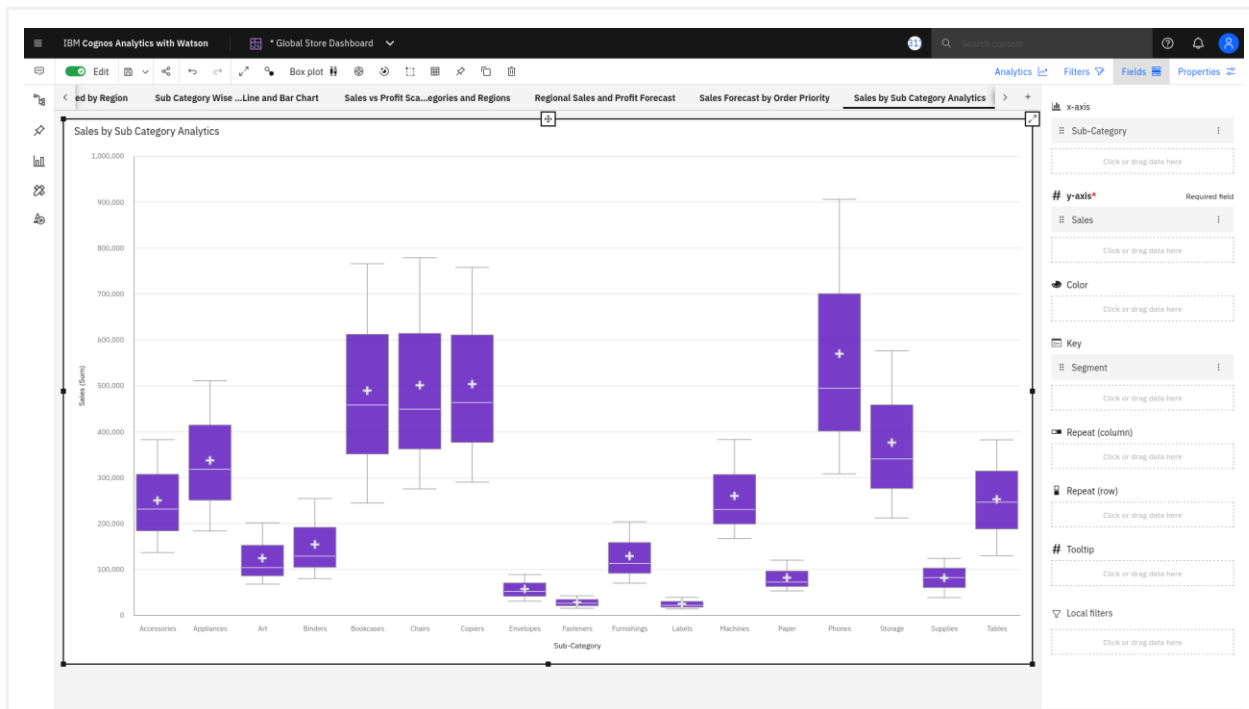 IBM Cognos Analytics with Watson
* Global Store Dashboard
Search content
Edit
Box plot
Analytics
Filters
Fields
Properties
ed by Region
Sub Category Wise ...Line and Bar Chart
Sales vs Profit Sca...egories and Regions
Regional Sales and Profit Forecast
Sales Forecast by Order Priority
Sales by Sub Category Analytics
Sales by Sub Category Analytics
1,000,000
900,000
800,000
700,000
600,000
500,000
400,000
300,000
200,000
100,000
0
Sales (Sum)
Accessories
Appliances
Art
Binders
Bookcases
Chairs
Copiers
Envelopes
Fasteners
Furnishings
Labels
Machines
Paper
Phones
Storage
Supplies
Tables
Sub-Category
x-axis
Sub-Category
Click or drag data here
# y-axis* Required field
Sales
Click or drag data here
Color
Click or drag data here
Key
Segment
Click or drag data here
Repeat (column)
Click or drag data here
Repeat (row)
Click or drag data here
# Tooltip
Click or drag data here
Local filters
Click or drag data here